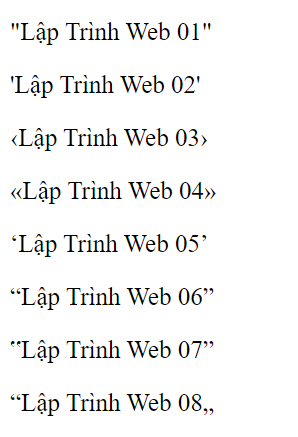 "Lập Trình Web 01"
'Lập Trình Web 02'
‹Lập Trình Web 03›
«Lập Trình Web 04»
‘Lập Trình Web 05’
“Lập Trình Web 06”
‟Lập Trình Web 07”
“Lập Trình Web 08„